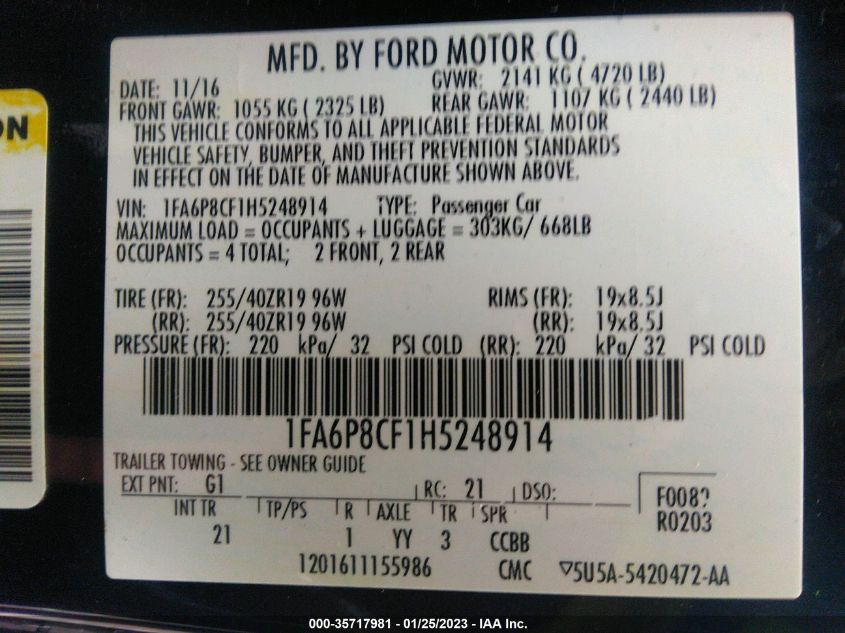 MFD. BY FORD MOTOR CO.
DATE: 11/16 GVWR: 2141 KG ( 4720 LB)
FRONT GAWR: 1055 KG ( 2325 LB) REAR GAWR: 1107 KG ( 2440 LB)
THIS VEHICLE CONFORMS TO ALL APPLICABLE FEDERAL MOTOR
VEHICLE SAFETY, BUMPER, AND THEFT PREVENTION STANDARDS
IN EFFECT ON THE DATE OF MANUFACTURE SHOWN ABOVE.
VIN: 1FA6P8CF1H5248914 TYPE: Passenger Car
MAXIMUM LOAD = OCCUPANTS + LUGGAGE = 303KG/ 668LB
OCCUPANTS = 4 TOTAL; 2 FRONT, 2 REAR
TIRE (FR): 255/40ZR19 96W RIMS (FR): 19x8.5J
(RR): 255/40ZR19 96W (RR): 19x8.5J
PRESSURE (FR): 220 kPa/ 32 PSI COLD (RR): 220 kPa/ 32 PSI COLD
1FA6P8CF1H5248914
TRAILER TOWING - SEE OWNER GUIDE
EXT PNT: G1 RC: 21 DSO:
F008?
R0203
INT TR TP/PS R AXLE TR SPR
21 1 YY 3 CCBB
1201611155986 CMC 5U5A-5420472-AA
ON
000-35717981 / 01/25/2023 - IAA Inc.